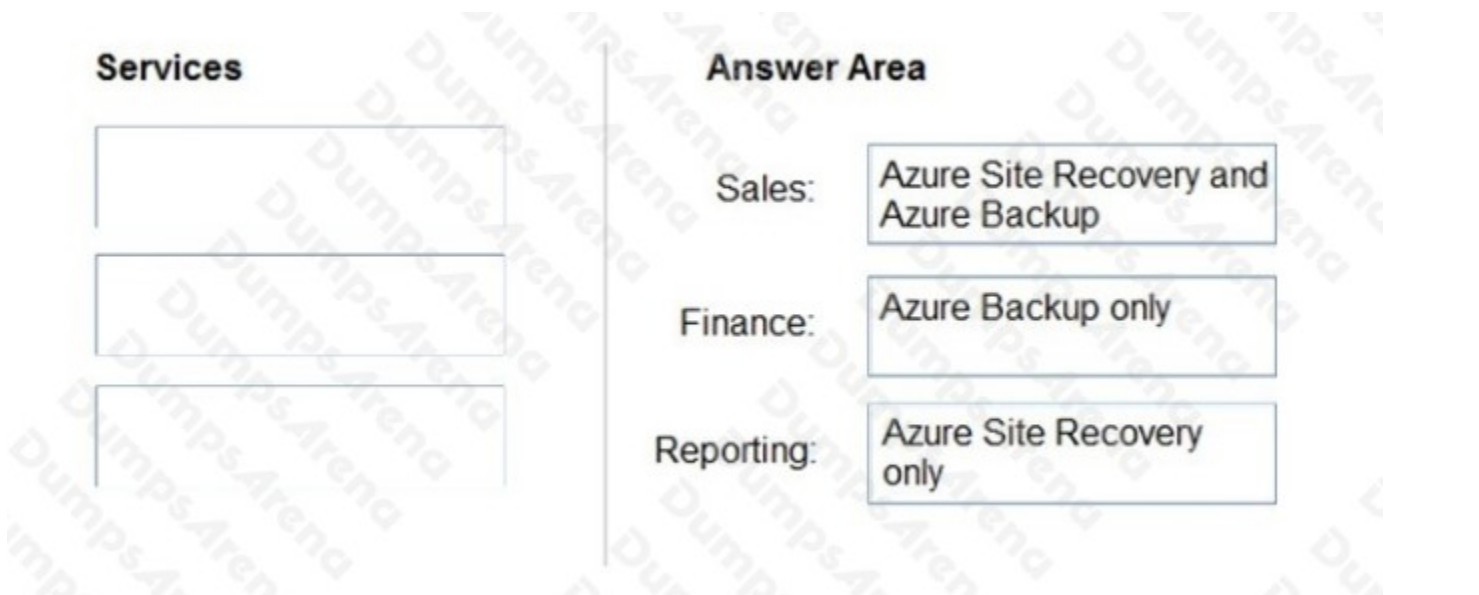 Services
Answer Area
Sales:
Azure Site Recovery and
Azure Backup
Finance:
Azure Backup only
Reporting:
Azure Site Recovery
only
DumpsArena